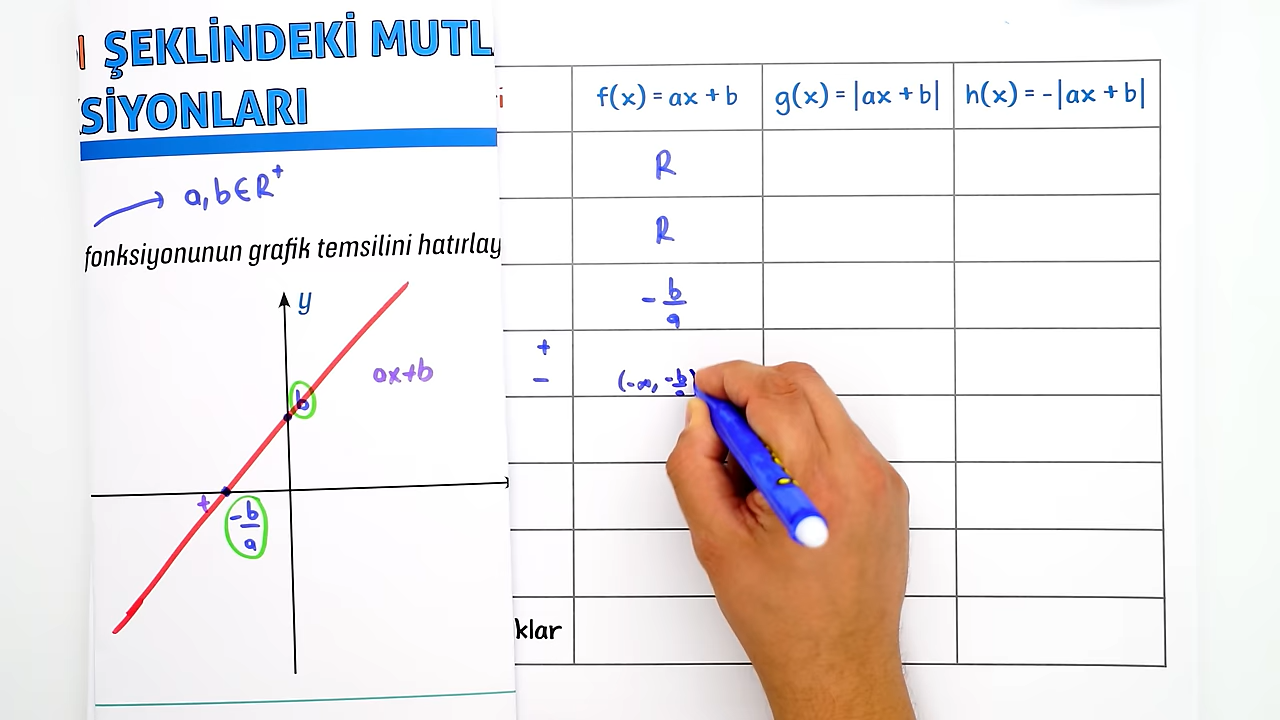 ŞEKLİNDEKİ MUTL
SİYONLARI
a, b ∈ R⁺
fonksiyonunun grafik temsilini hatırlay
y
ax+b
b
-b/a
f(x) = ax + b
g(x) = |ax + b|
h(x) = -|ax + b|
R
R
-b/a
+
-
(-∞, -b/a)
klar